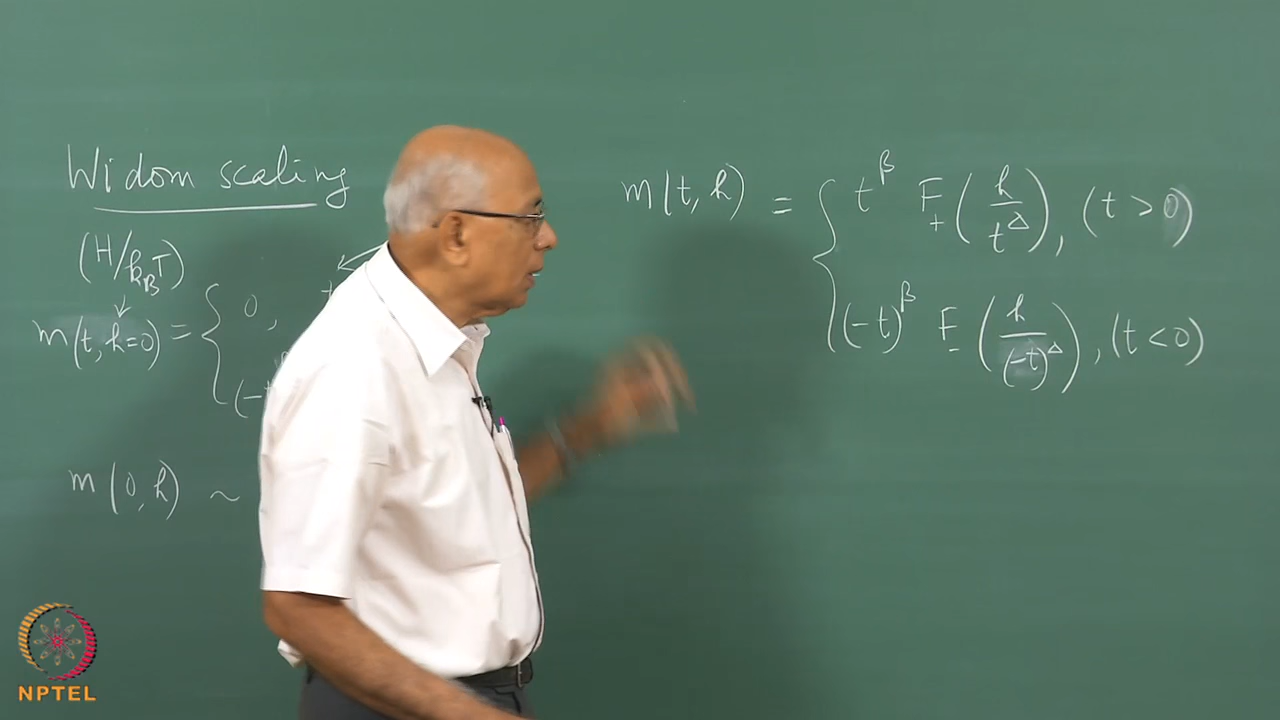 Widom scaling
(H/k_BT)
m(t, h=0) = { 0,
(-t
m(0, h) ~
m(t, h) = { t^β F_+ (h/t^Δ), (t > 0)
(-t)^β F_- (h/(-t)^Δ), (t < 0)
NPTEL